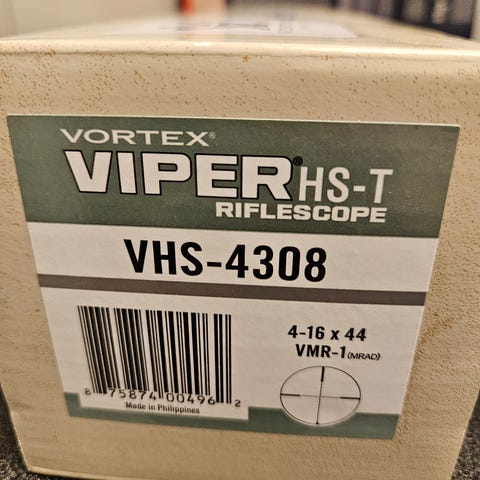 VORTEX®
VIPER® HS-T
RIFLESCOPE
VHS-4308
4-16 x 44
VMR-1 (MRAD)
8 75874 00496 2
Made in Philippines